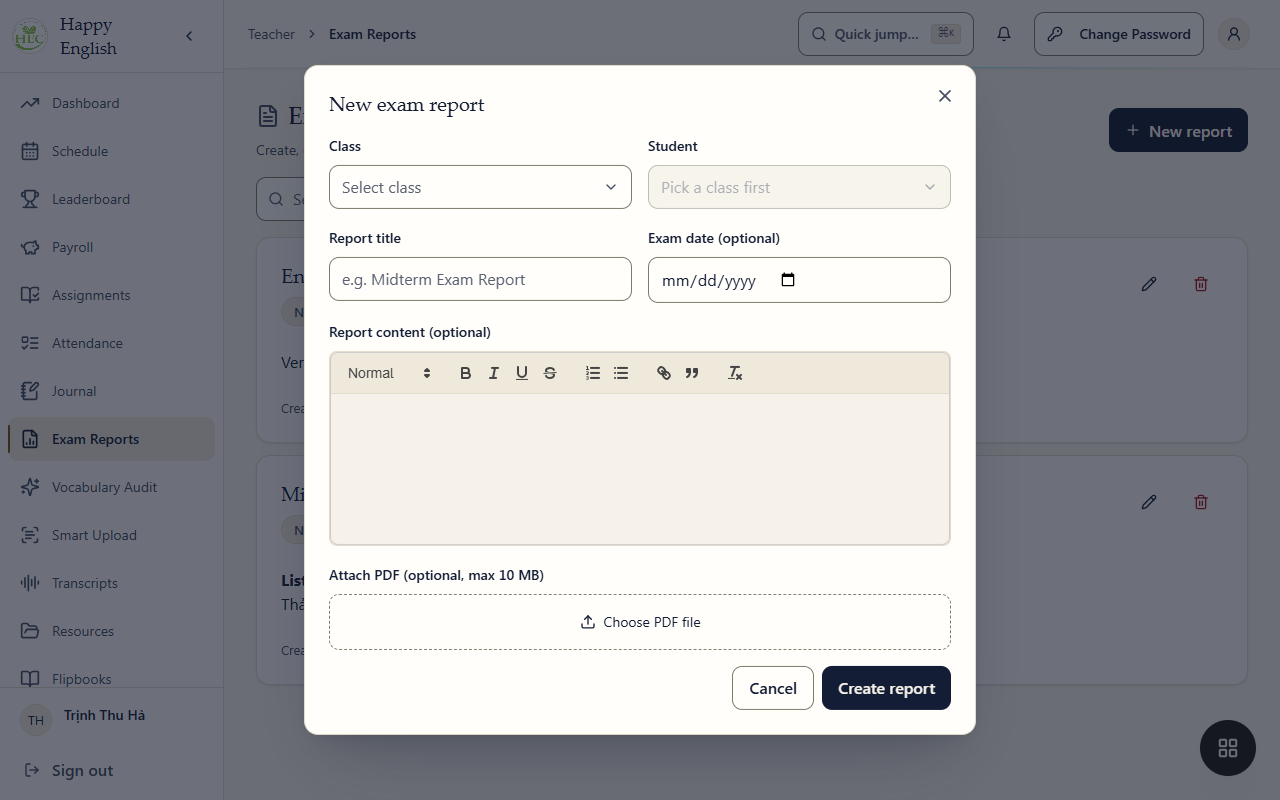 HEC
Happy
English
Dashboard
Schedule
Leaderboard
Payroll
Assignments
Attendance
Journal
Exam Reports
Vocabulary Audit
Smart Upload
Transcripts
Resources
Flipbooks
TH
Trịnh Thu Hà
Sign out
Teacher
Exam Reports
Quick jump...
⌘K
Change Password
Create,
New report
New exam report
Class
Student
Select class
Pick a class first
Report title
Exam date (optional)
e.g. Midterm Exam Report
mm/dd/yyyy
Report content (optional)
Normal
Attach PDF (optional, max 10 MB)
Choose PDF file
Cancel
Create report